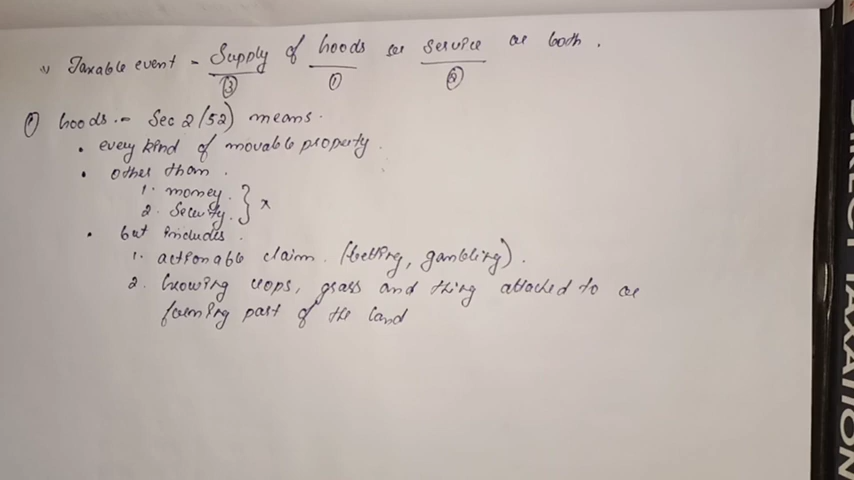 Taxable event - Supply of Goods or service or both.
③ ① ②
① Goods :- Sec 2(52) means.
• every kind of movable property.
• other than.
1. money.
2. Security. } x
• but includes.
1. actionable claim. (betting, gambling).
2. Growing crops, grass and thing attached to or
forming part of the land
DIRECT TAXATION